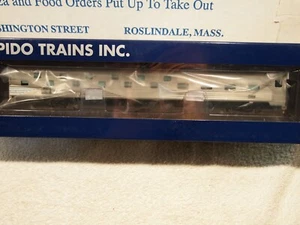 and Food Orders Put Up To Take Out
SHINGTON STREET ROSLINDALE, MASS.
PIDO TRAINS INC.